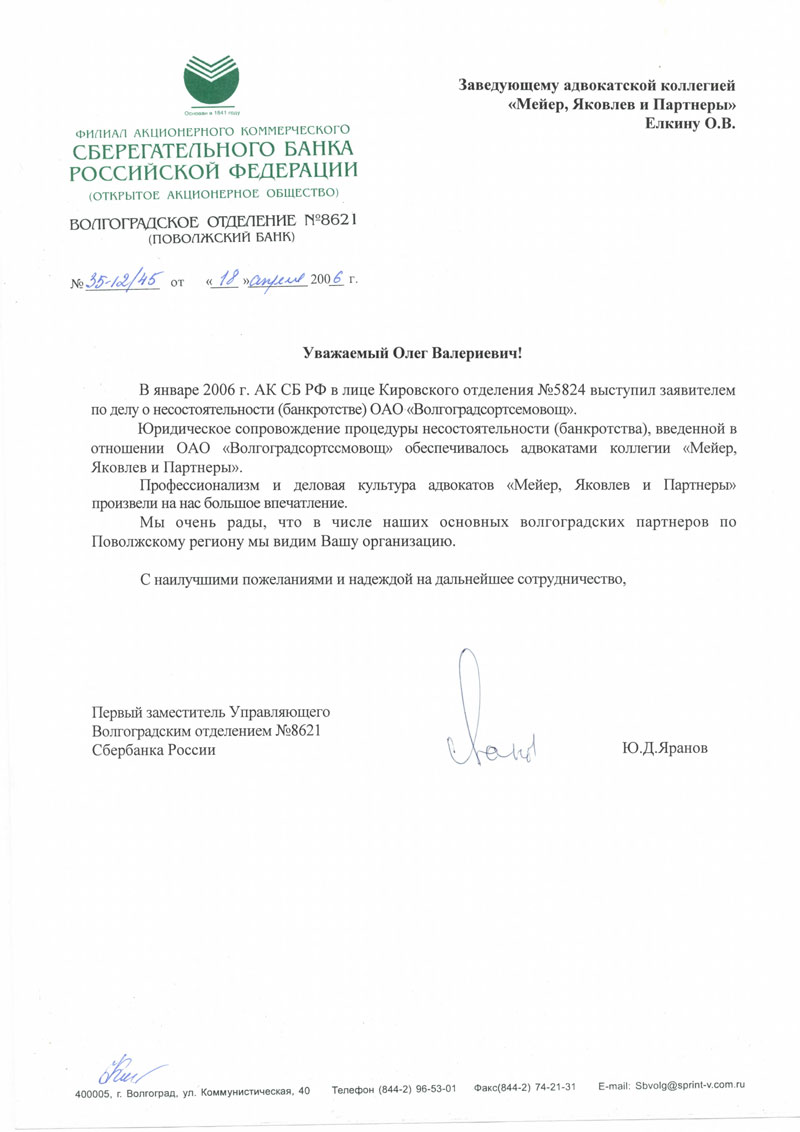 Основан в 1841 году
ФИЛИАЛ АКЦИОНЕРНОГО КОММЕРЧЕСКОГО
СБЕРЕГАТЕЛЬНОГО БАНКА
РОССИЙСКОЙ ФЕДЕРАЦИИ
(ОТКРЫТОЕ АКЦИОНЕРНОЕ ОБЩЕСТВО)
ВОЛГОГРАДСКОЕ ОТДЕЛЕНИЕ №8621
(ПОВОЛЖСКИЙ БАНК)
№ 35-12/45 от « 18 » апреля 2006 г.
Заведующему адвокатской коллегией
«Мейер, Яковлев и Партнеры»
Елкину О.В.
Уважаемый Олег Валериевич!
В январе 2006 г. АК СБ РФ в лице Кировского отделения №5824 выступил заявителем
по делу о несостоятельности (банкротстве) ОАО «Волгоградсортсемовощ».
Юридическое сопровождение процедуры несостоятельности (банкротства), введенной в
отношении ОАО «Волгоградсортссмовощ» обеспечивалось адвокатами коллегии «Мейер,
Яковлев и Партнеры».
Профессионализм и деловая культура адвокатов «Мейер, Яковлев и Партнеры»
произвели на нас большое впечатление.
Мы очень рады, что в числе наших основных волгоградских партнеров по
Поволжскому региону мы видим Вашу организацию.
С наилучшими пожеланиями и надеждой на дальнейшее сотрудничество,
Первый заместитель Управляющего
Волгоградским отделением №8621
Сбербанка России
Ю.Д.Яранов
400005, г. Волгоград, ул. Коммунистическая, 40 Телефон (844-2) 96-53-01 Факс(844-2) 74-21-31 E-mail: Sbvolg@sprint-v.com.ru